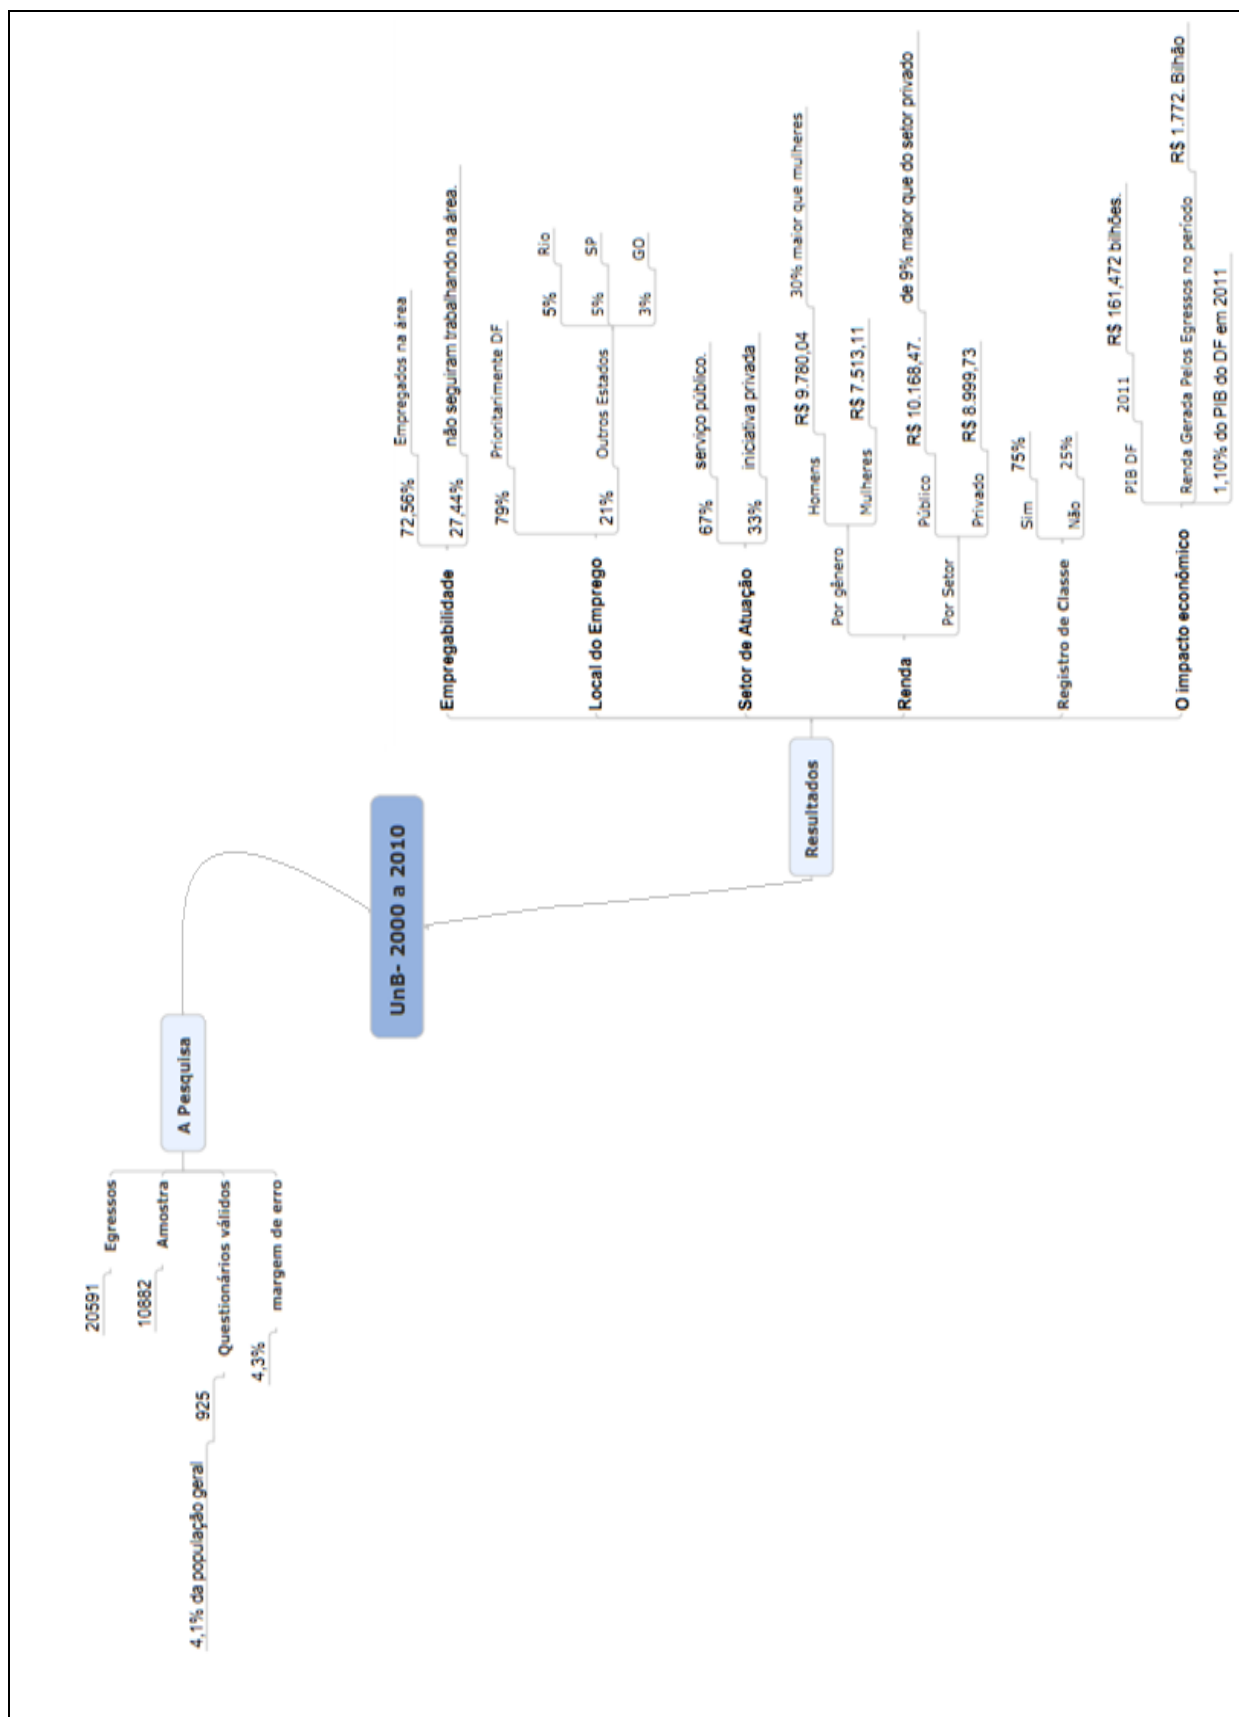 UnB- 2000 a 2010
A Pesquisa
Egressos
20591
Amostra
10882
Questionários válidos
925
4,1% da população geral
margem de erro
4,3%
Resultados
Empregabilidade
72,56%
Empregados na área
27,44%
não seguiram trabalhando na área.
Local do Emprego
79%
Prioritarimente DF
21%
Outros Estados
5%
Rio
5%
SP
3%
GO
Setor de Atuação
67%
serviço público.
33%
iniciativa privada
Renda
Por gênero
Homens
R$ 9.780,04
30% maior que mulheres
Mulheres
R$ 7.513,11
Por Setor
Público
R$ 10.168,47.
de 9% maior que do setor privado
Privado
R$ 8.999,73
Registro de Classe
Sim
75%
Não
25%
O impacto econômico
PIB DF
2011
R$ 161,472 bilhões.
Renda Gerada Pelos Egressos no período
R$ 1.772. Bilhão
1,10% do PIB do DF em 2011